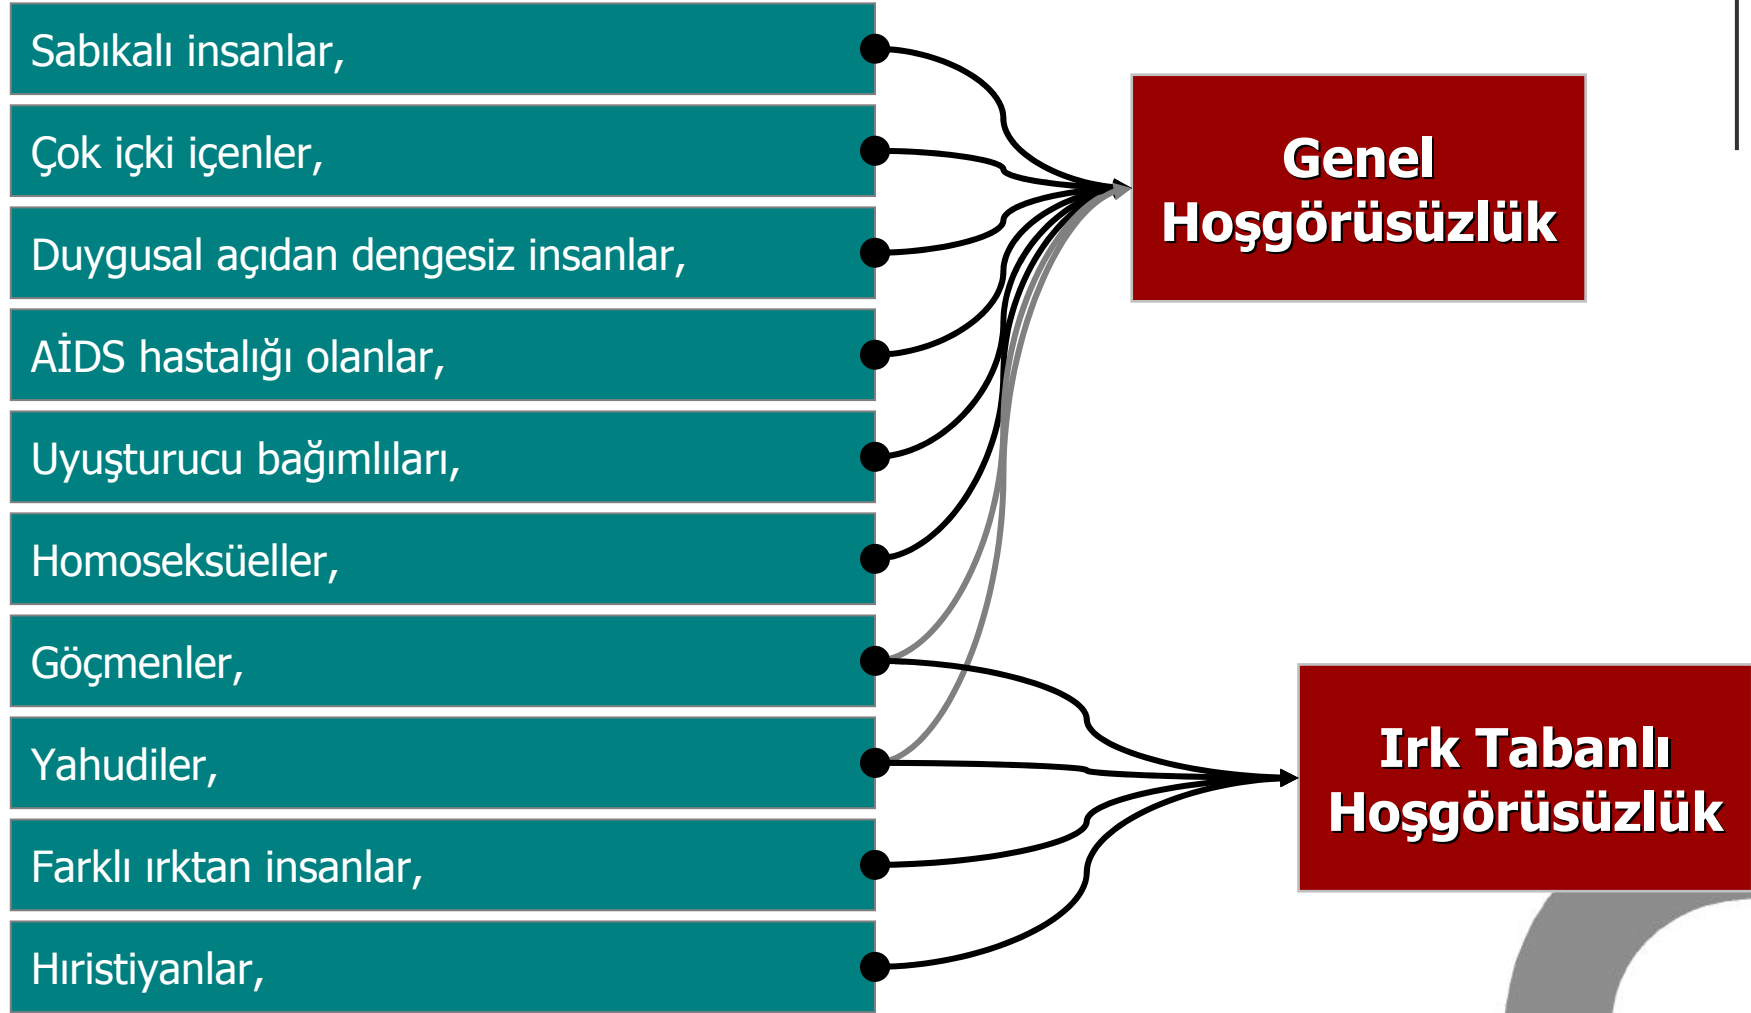 Sabıkalı insanlar,
Çok içki içenler,
Duygusal açıdan dengesiz insanlar,
AİDS hastalığı olanlar,
Uyuşturucu bağımlıları,
Homoseksüeller,
Göçmenler,
Yahudiler,
Farklı ırktan insanlar,
Hıristiyanlar,
Genel
Hoşgörüsüzlük
Irk Tabanlı
Hoşgörüsüzlük